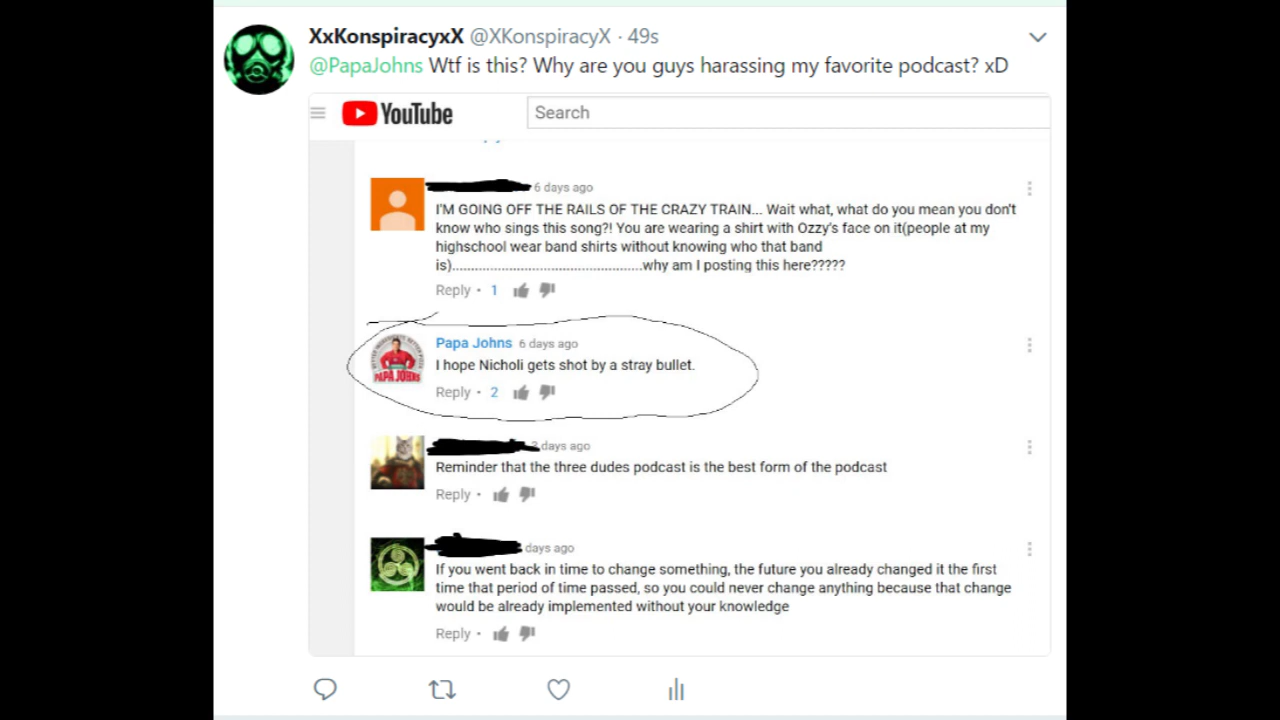 XxKonspiracyxX @XKonspiracyX · 49s
@PapaJohns Wtf is this? Why are you guys harassing my favorite podcast? xD
YouTube
Search
6 days ago
I'M GOING OFF THE RAILS OF THE CRAZY TRAIN... Wait what, what do you mean you don't
know who sings this song?! You are wearing a shirt with Ozzy's face on it(people at my
highschool wear band shirts without knowing who that band
is).................................................why am I posting this here?????
Reply · 1
Papa Johns 6 days ago
PAPA JOHNS
I hope Nicholi gets shot by a stray bullet.
Reply · 2
days ago
Reminder that the three dudes podcast is the best form of the podcast
Reply ·
days ago
If you went back in time to change something, the future you already changed it the first
time that period of time passed, so you could never change anything because that change
would be already implemented without your knowledge
Reply ·